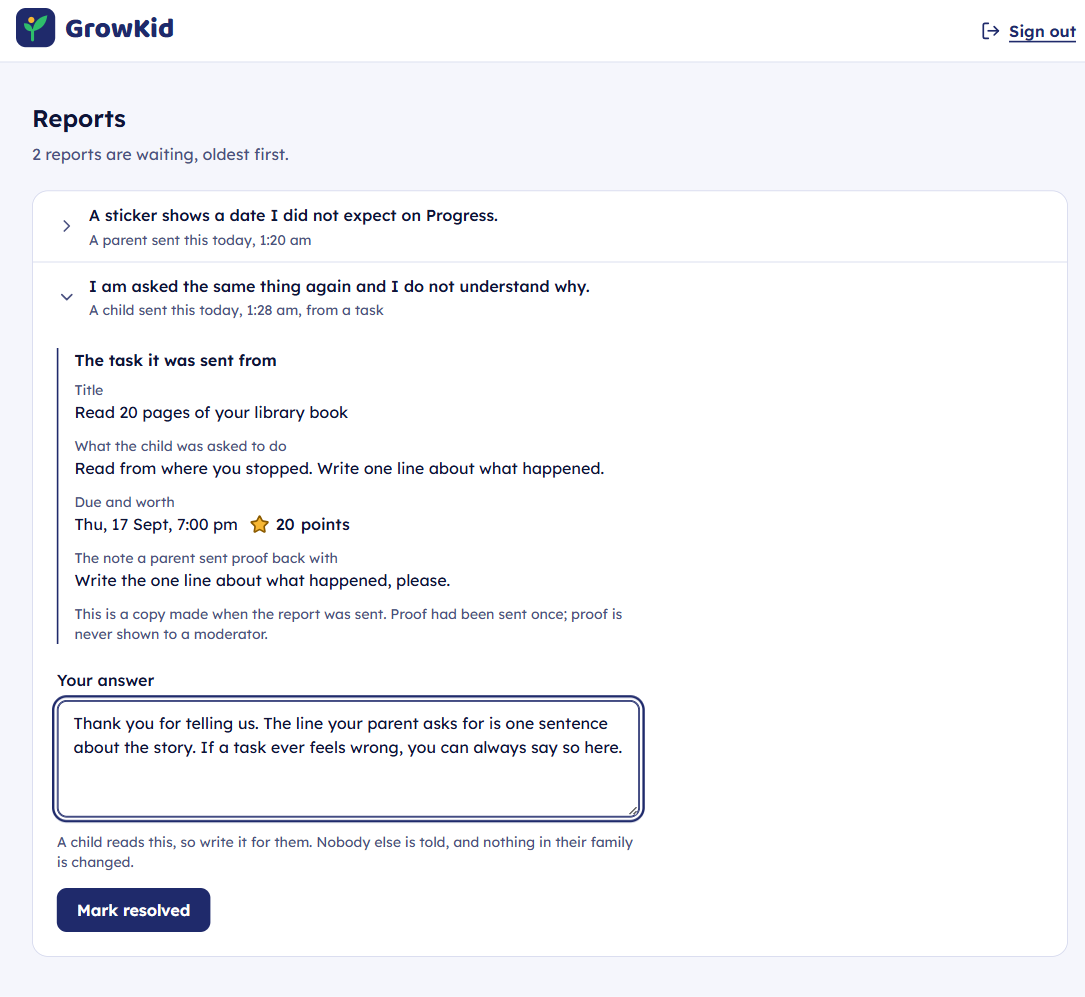 GrowKid
Sign out
Reports
2 reports are waiting, oldest first.
A sticker shows a date I did not expect on Progress.
A parent sent this today, 1:20 am
I am asked the same thing again and I do not understand why.
A child sent this today, 1:28 am, from a task
The task it was sent from
Title
Read 20 pages of your library book
What the child was asked to do
Read from where you stopped. Write one line about what happened.
Due and worth
Thu, 17 Sept, 7:00 pm 20 points
The note a parent sent proof back with
Write the one line about what happened, please.
This is a copy made when the report was sent. Proof had been sent once; proof is
never shown to a moderator.
Your answer
Thank you for telling us. The line your parent asks for is one sentence
about the story. If a task ever feels wrong, you can always say so here.
A child reads this, so write it for them. Nobody else is told, and nothing in their family
is changed.
Mark resolved